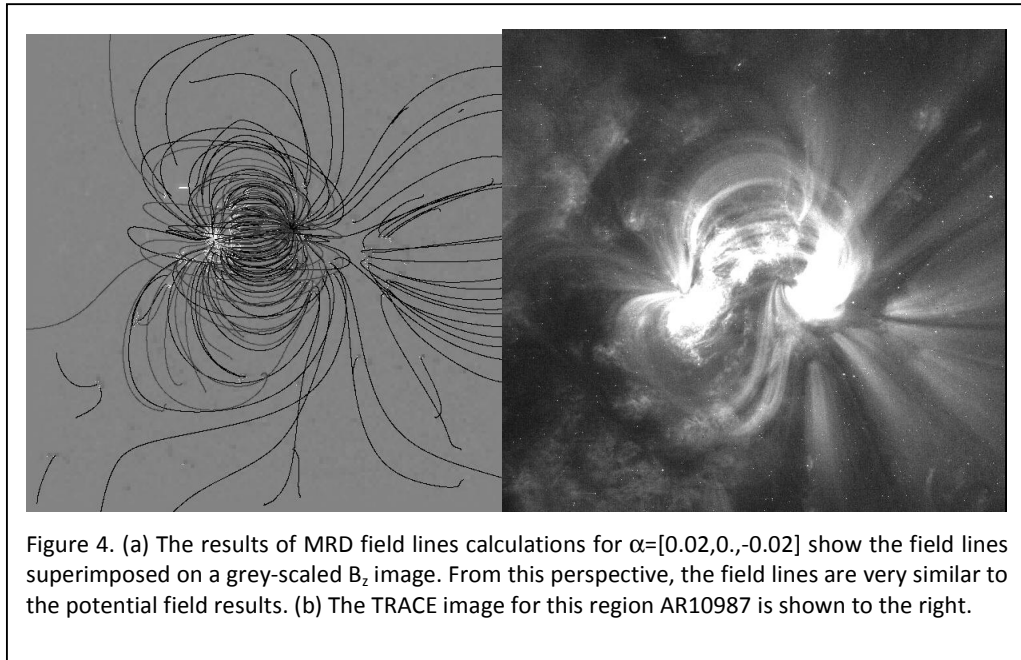 Figure 4. (a) The results of MRD field lines calculations for α=[0.02,0.,-0.02] show the field lines
superimposed on a grey-scaled Bz image. From this perspective, the field lines are very similar to
the potential field results. (b) The TRACE image for this region AR10987 is shown to the right.